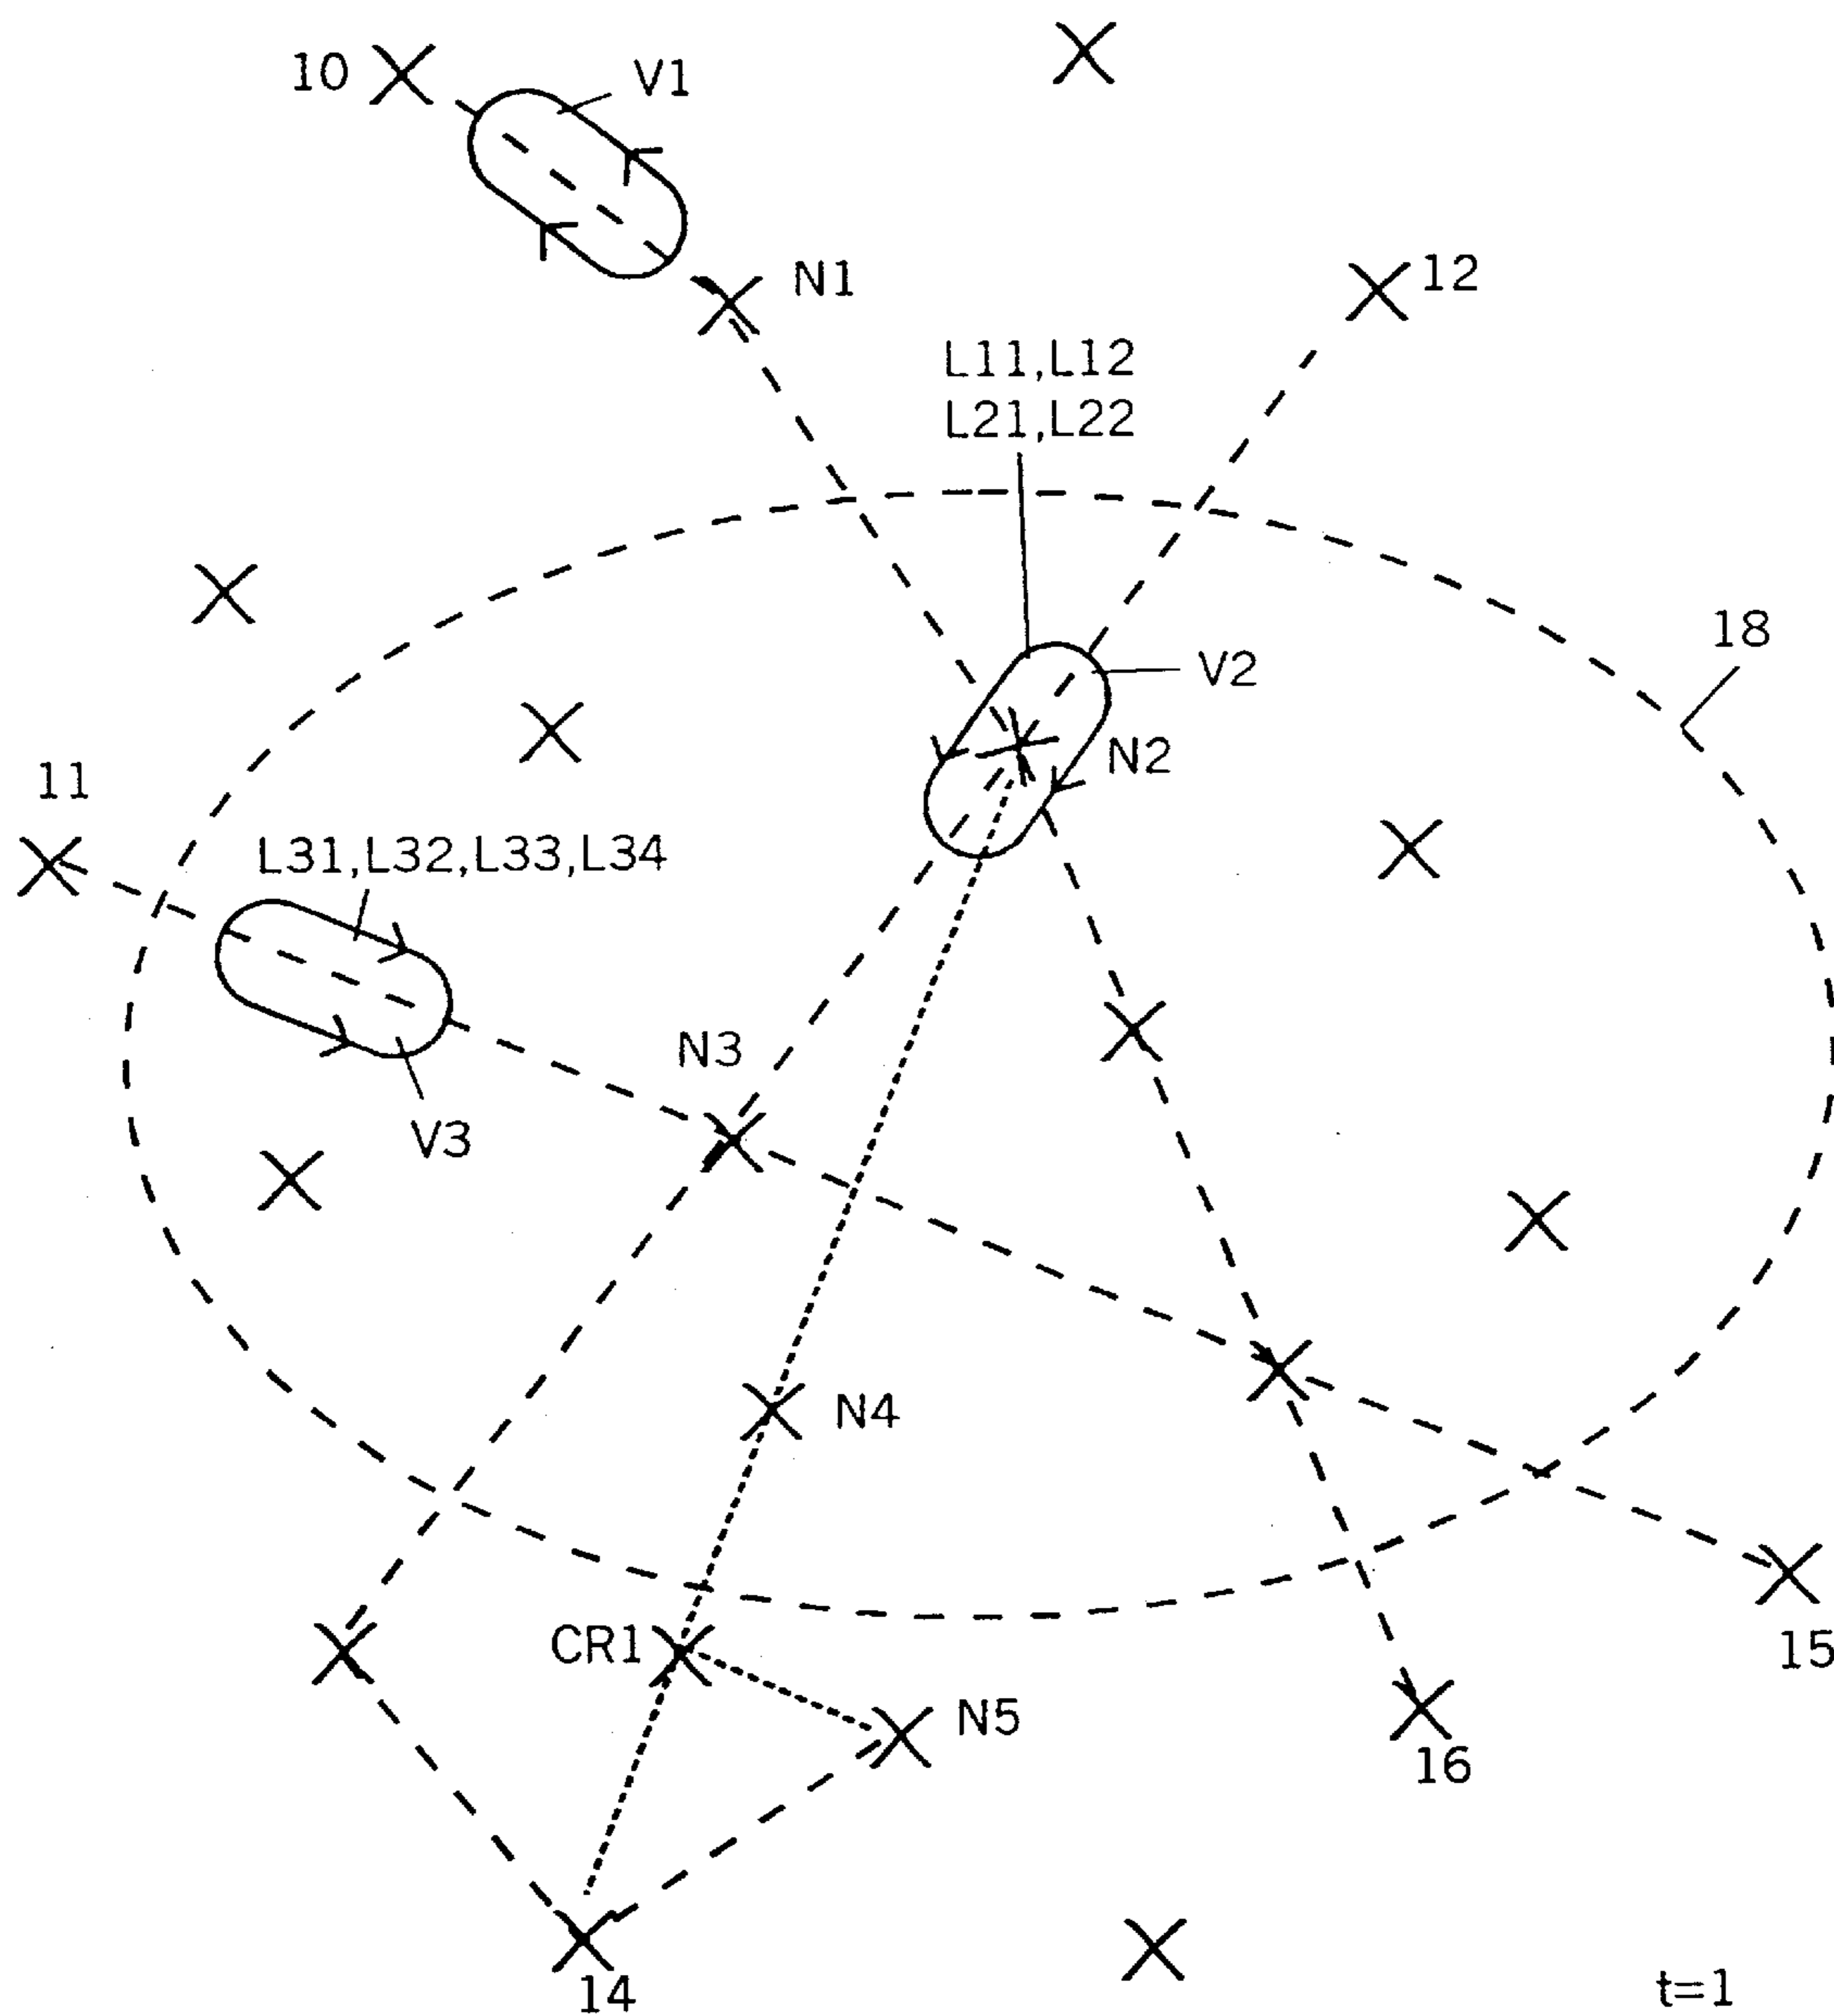 10
V1
N1
12
L11,L12
L21,L22
18
V2
N2
11
L31,L32,L33,L34
N3
V3
N4
CR1
15
N5
16
14
t=1